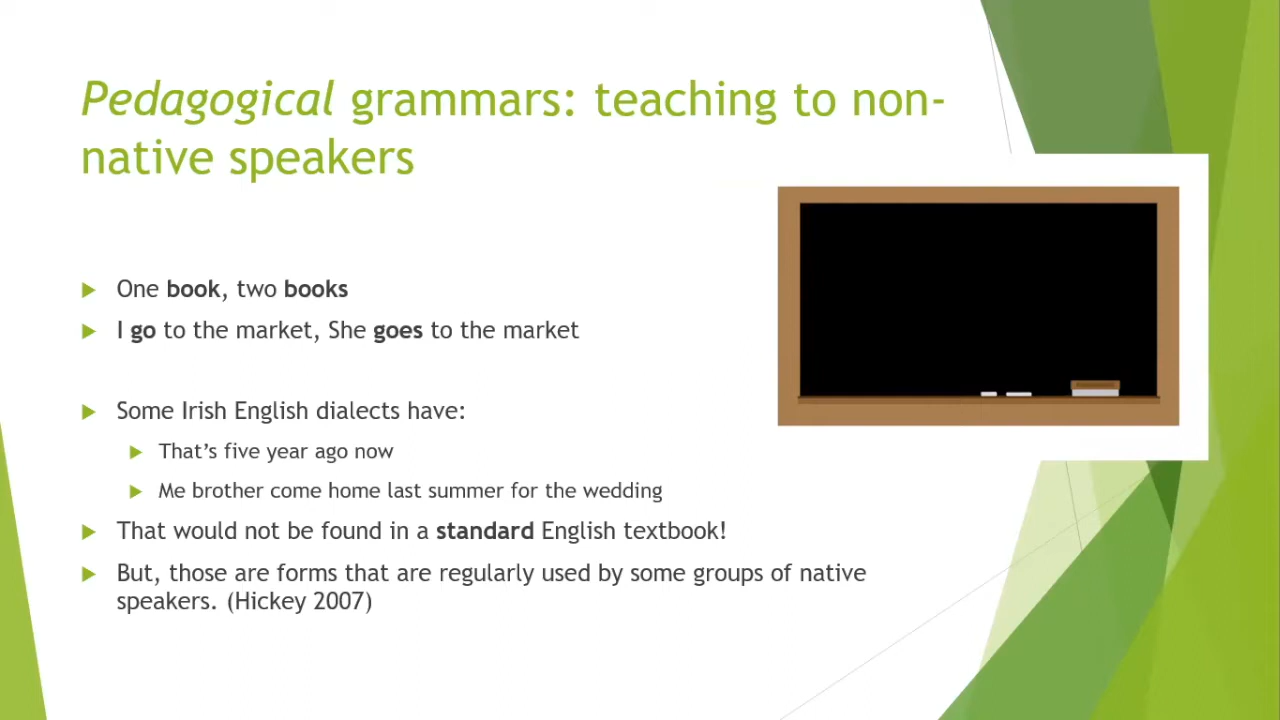 Pedagogical grammars: teaching to non-
native speakers
One book, two books
I go to the market, She goes to the market
Some Irish English dialects have:
That’s five year ago now
Me brother come home last summer for the wedding
That would not be found in a standard English textbook!
But, those are forms that are regularly used by some groups of native
speakers. (Hickey 2007)